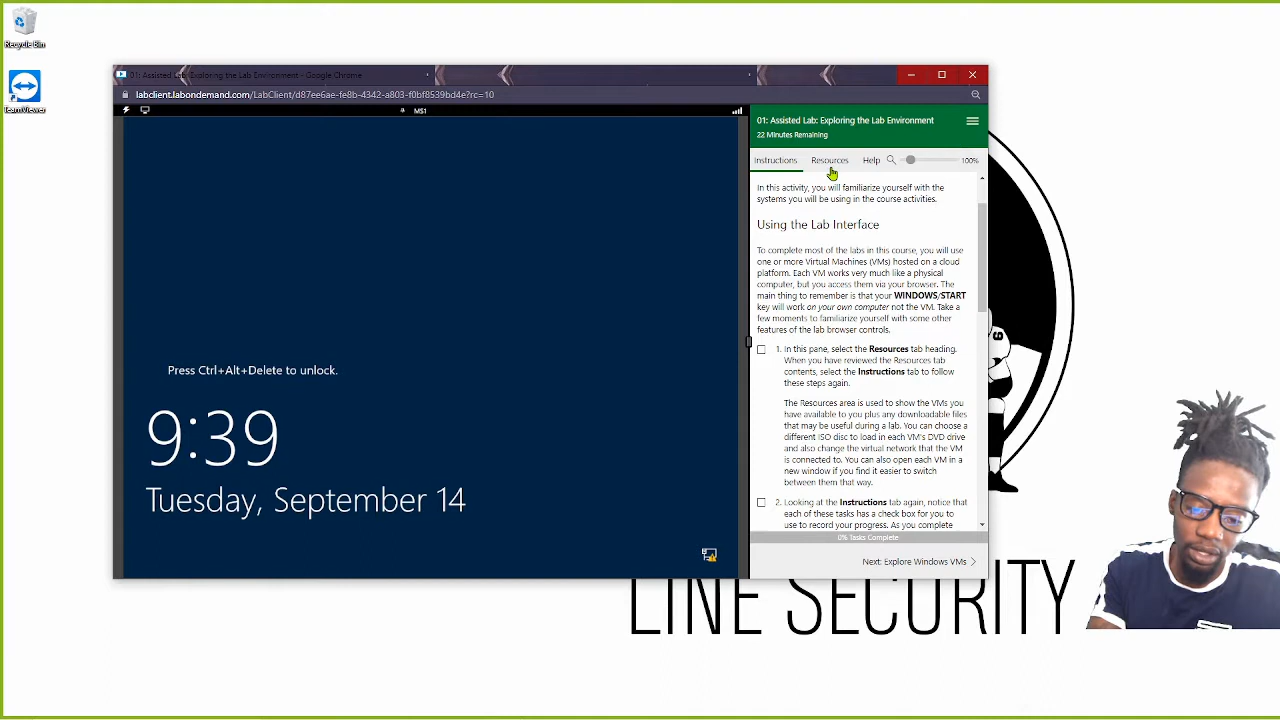 Recycle Bin
TeamViewer
01: Assisted Lab: Exploring the Lab Environment - Google Chrome
labclient.labondemand.com/LabClient/d87ee6ae-fe8b-4342-a803-f0bf8539bd4e?rc=10
MS1
Press Ctrl+Alt+Delete to unlock.
9:39
Tuesday, September 14
01: Assisted Lab: Exploring the Lab Environment
22 Minutes Remaining
Instructions
Resources
Help
100%
In this activity, you will familiarize yourself with the
systems you will be using in the course activities.
Using the Lab Interface
To complete most of the labs in this course, you will use
one or more Virtual Machines (VMs) hosted on a cloud
platform. Each VM works very much like a physical
computer, but you access them via your browser. The
main thing to remember is that your WINDOWS/START
key will work on your own computer not the VM. Take a
few moments to familiarize yourself with some other
features of the lab browser controls.
1. In this pane, select the Resources tab heading.
When you have reviewed the Resources tab
contents, select the Instructions tab to follow
these steps again.
The Resources area is used to show the VMs you
have available to you plus any downloadable files
that may be useful during a lab. You can choose a
different ISO disc to load in each VM's DVD drive
and also change the virtual network that the VM
is connected to. You can also open each VM in a
new window if you find it easier to switch
between them that way.
2. Looking at the Instructions tab again, notice that
each of these tasks has a check box for you to
use to record your progress. As you complete
0% Tasks Complete
Next: Explore Windows VMs
LINE SECURITY